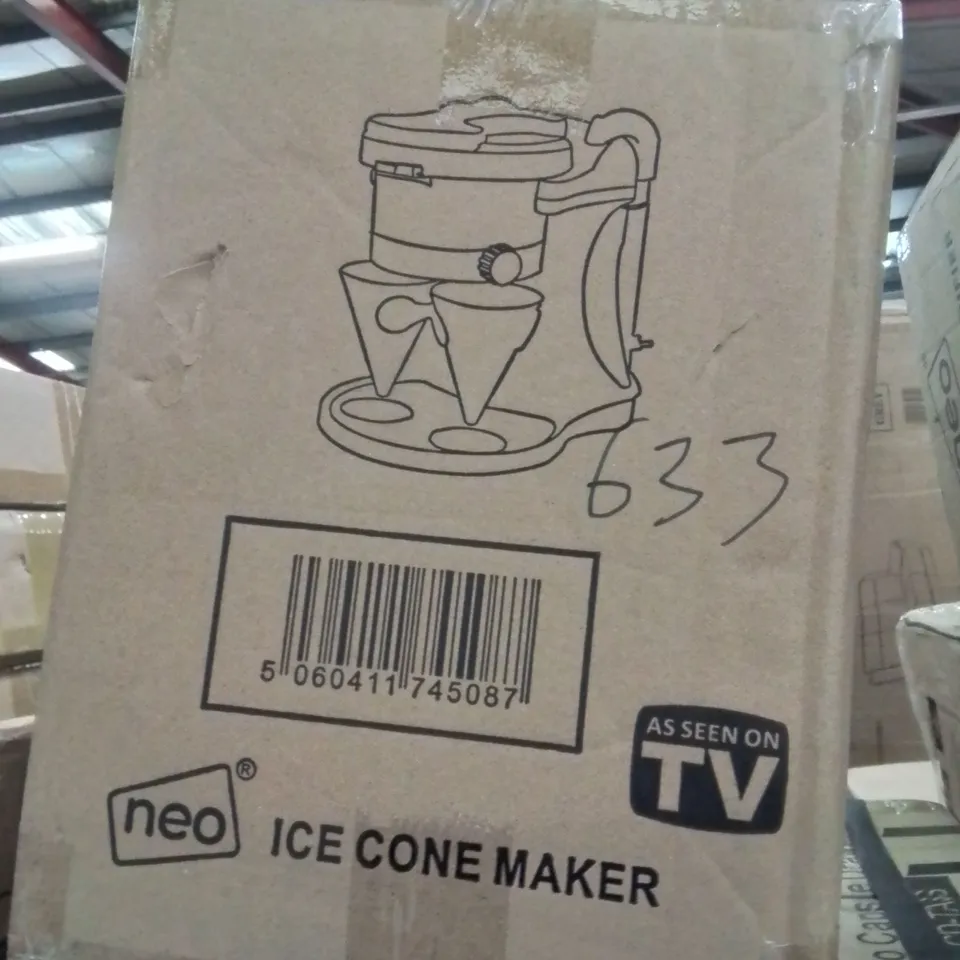 633
5 060411 745087
AS SEEN ON
TV
neo®
ICE CONE MAKER